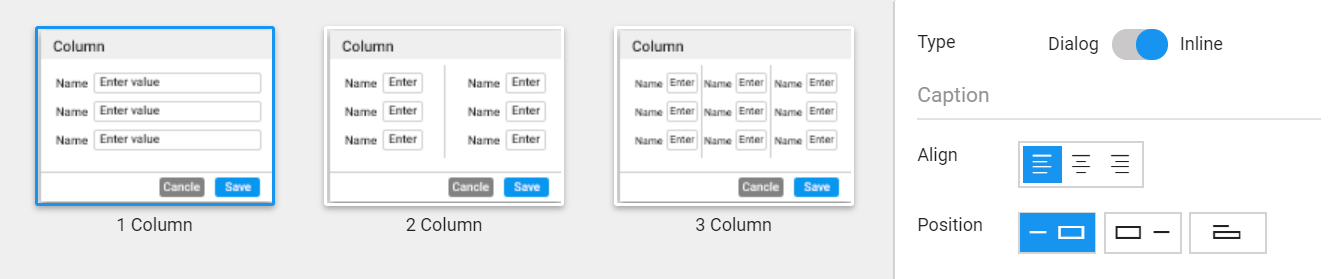 Column
Name Enter value
Name Enter value
Name Enter value
Cancle Save
1 Column
Column
Name Enter Name Enter
Name Enter Name Enter
Name Enter Name Enter
Cancle Save
2 Column
Column
Name Enter Name Enter Name Enter
Name Enter Name Enter Name Enter
Name Enter Name Enter Name Enter
Cancle Save
3 Column
Type Dialog Inline
Caption
Align
Position